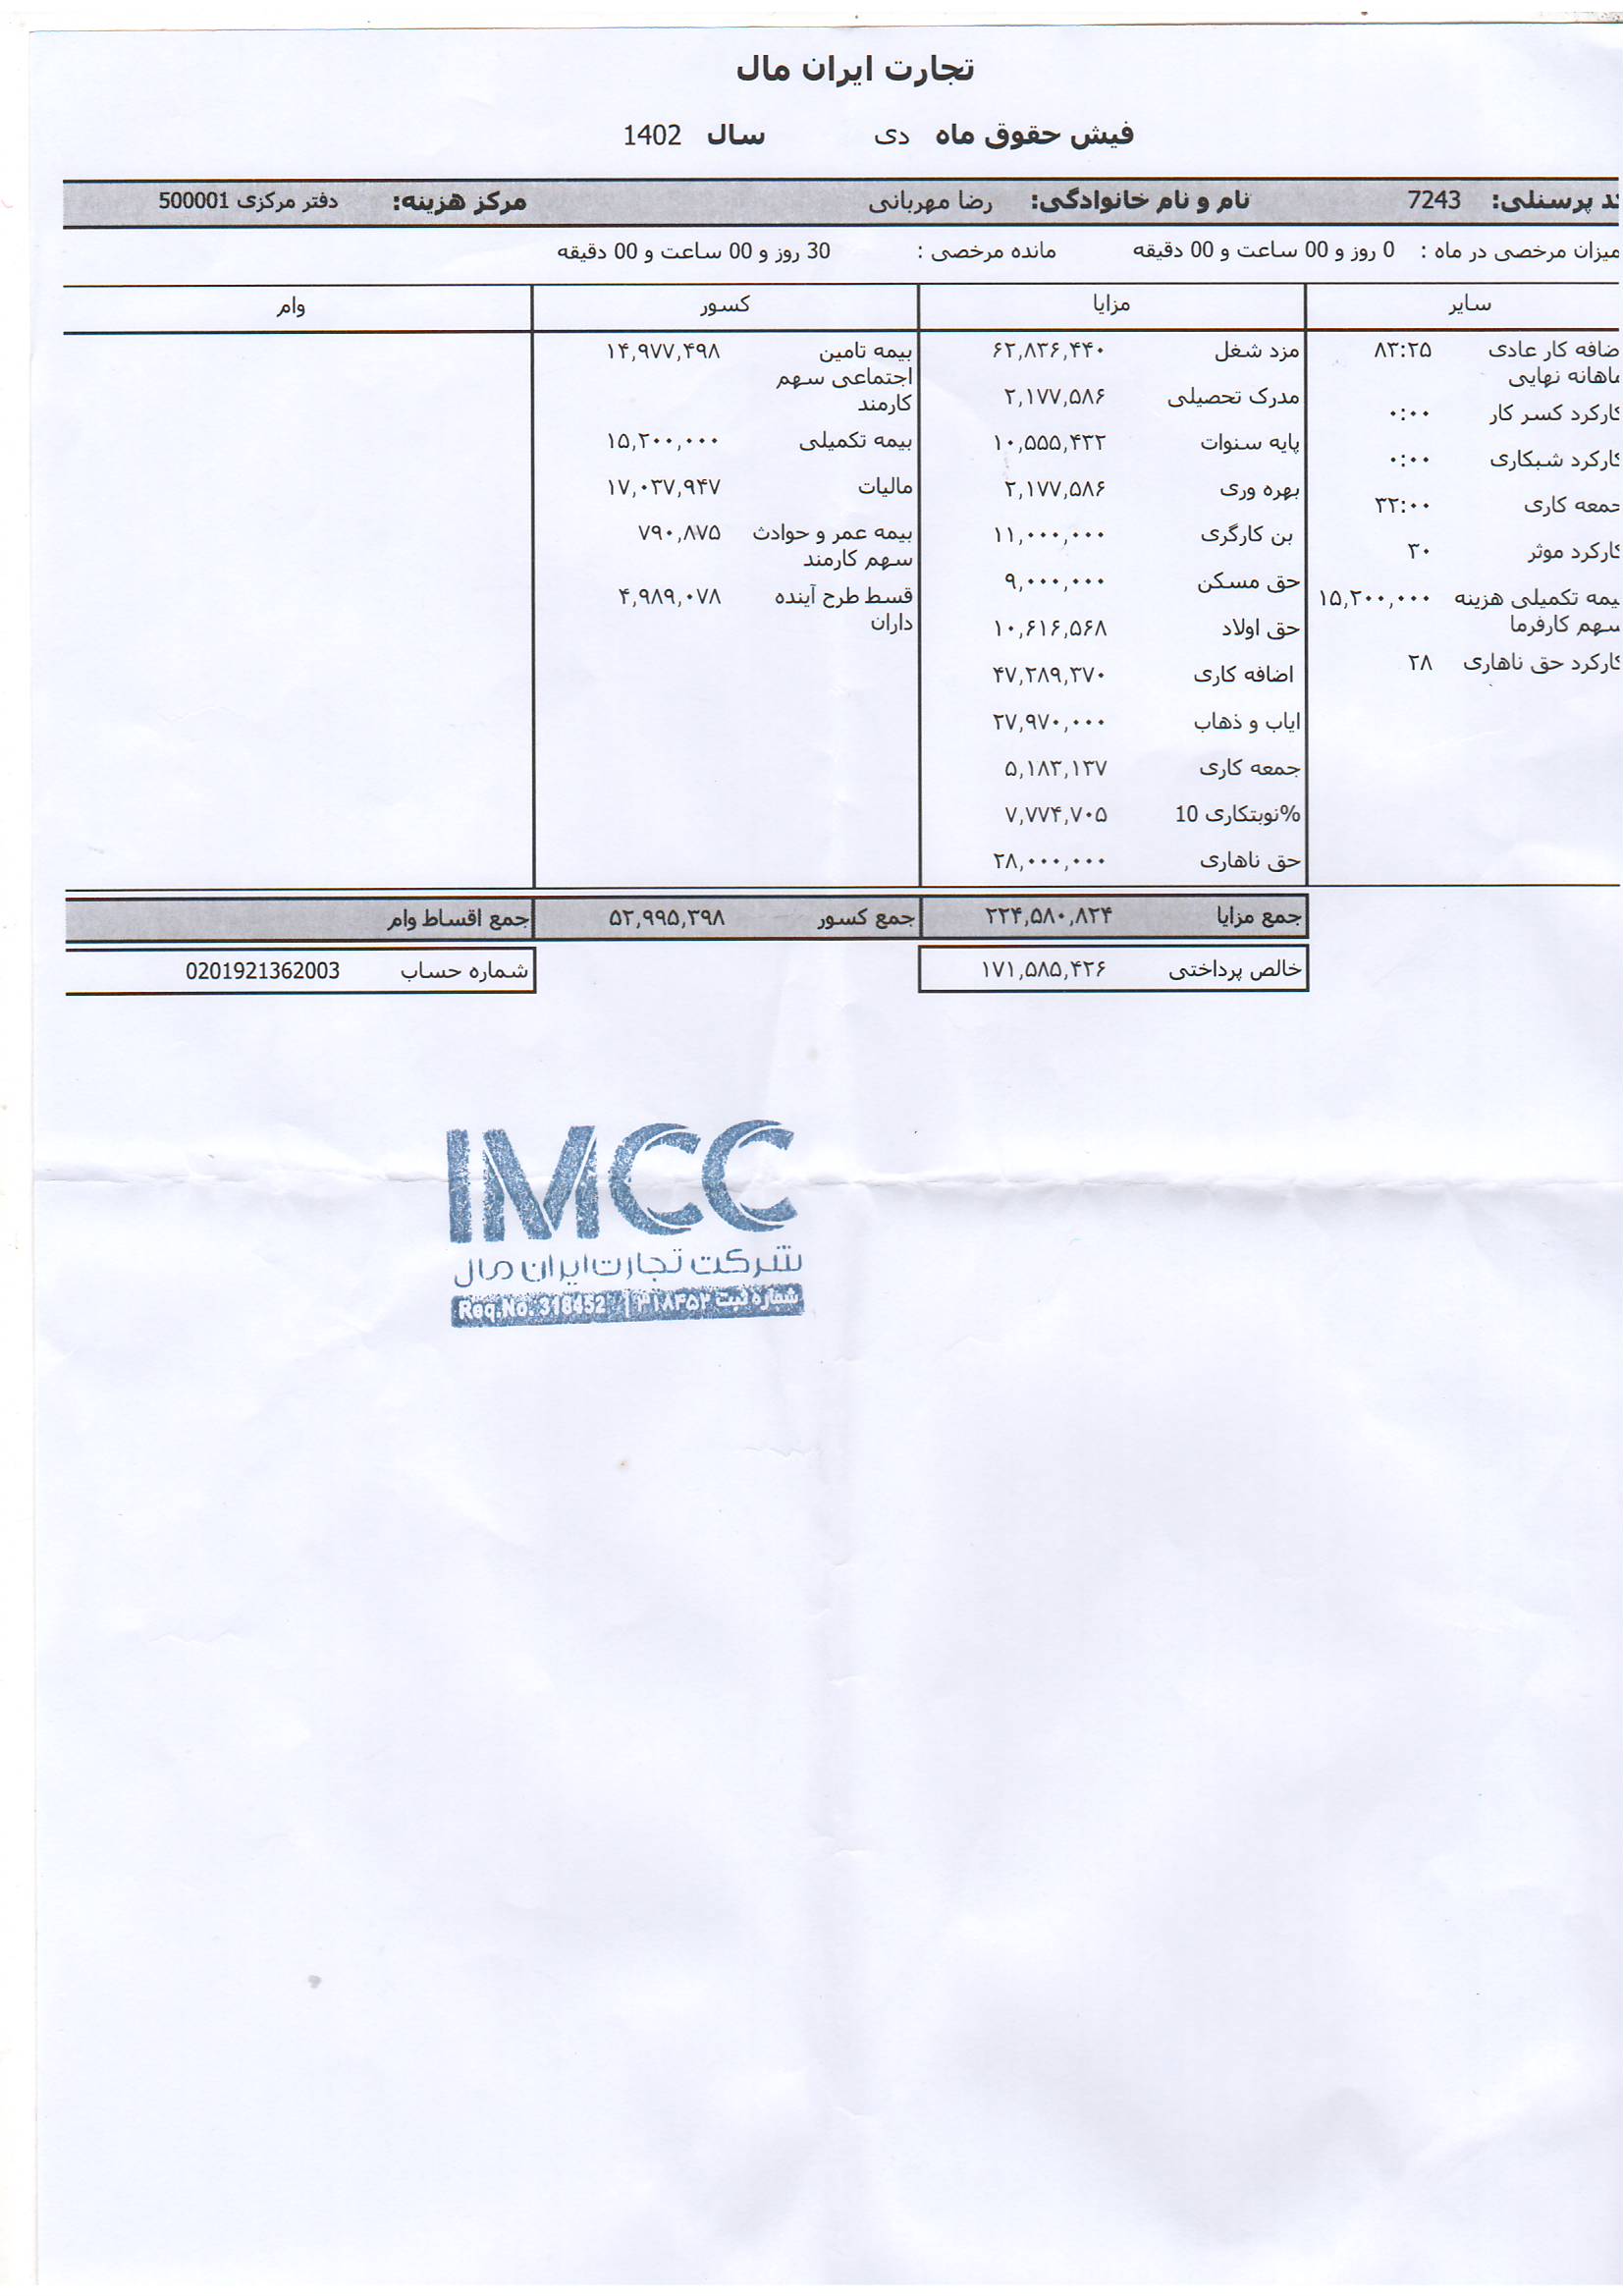 تجارت ایران مال
فیش حقوق ماه دی سال 1402
کد پرسنلی: 7243 نام و نام خانوادگی: رضا مهربانی مرکز هزینه: دفتر مرکزی 500001
میزان مرخصی در ماه : 0 روز و 00 ساعت و 00 دقیقه مانده مرخصی : 30 روز و 00 ساعت و 00 دقیقه
سایر مزایا کسور وام
ضافه کار عادی ۸۳:۲۵
ماهانه نهایی
کارکرد کسر کار ۰:۰۰
کارکرد شبکاری ۰:۰۰
جمعه کاری ۳۲:۰۰
کارکرد موثر ۳۰
بیمه تکمیلی هزینه ۱۵,۲۰۰,۰۰۰
سهم کارفرما
کارکرد حق ناهاری ۲۸
مزد شغل ۶۲,۸۳۶,۴۴۰
مدرک تحصیلی ۲,۱۷۷,۵۸۶
پایه سنوات ۱۰,۵۵۵,۴۳۲
بهره وری ۲,۱۷۷,۵۸۶
بن کارگری ۱۱,۰۰۰,۰۰۰
حق مسکن ۹,۰۰۰,۰۰۰
حق اولاد ۱۰,۶۱۶,۵۶۸
اضافه کاری ۴۷,۲۸۹,۳۷۰
ایاب و ذهاب ۲۷,۹۷۰,۰۰۰
جمعه کاری ۵,۱۸۳,۱۳۷
%نوبتکاری 10 ۷,۷۷۴,۷۰۵
حق ناهاری ۲۸,۰۰۰,۰۰۰
بیمه تامین ۱۴,۹۷۷,۴۹۸
اجتماعی سهم
کارمند
بیمه تکمیلی ۱۵,۲۰۰,۰۰۰
مالیات ۱۷,۰۳۷,۹۴۷
بیمه عمر و حوادث ۷۹۰,۸۷۵
سهم کارمند
قسط طرح آینده ۴,۹۸۹,۰۷۸
داران
جمع مزایا ۲۲۴,۵۸۰,۸۲۴ جمع کسور ۵۲,۹۹۵,۳۹۸ جمع اقساط وام
خالص پرداختی ۱۷۱,۵۸۵,۴۲۶ شماره حساب 0201921362003
IMCC
شرکت تجارت ایران مال
شماره ثبت ۳۱۸۴۵۲ | Reg.No. 318452